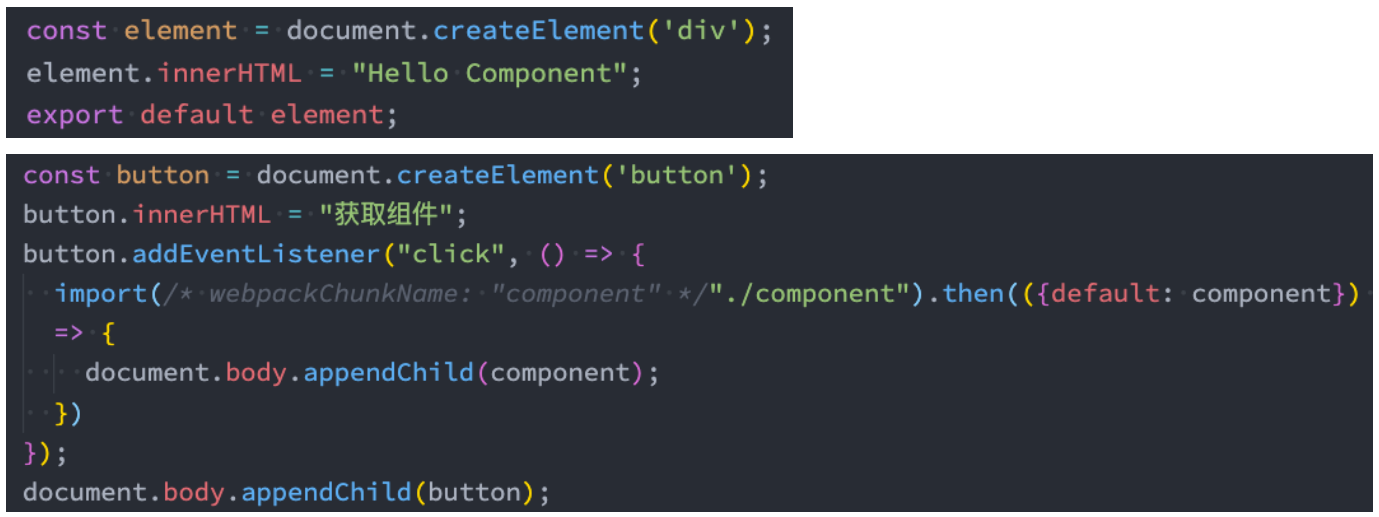 const element = document.createElement('div');
element.innerHTML = "Hello Component";
export default element;
const button = document.createElement('button');
button.innerHTML = "获取组件";
button.addEventListener("click", () => {
  import(/* webpackChunkName: "component" */"./component").then(({default: component})
  => {
    document.body.appendChild(component);
  })
});
document.body.appendChild(button);